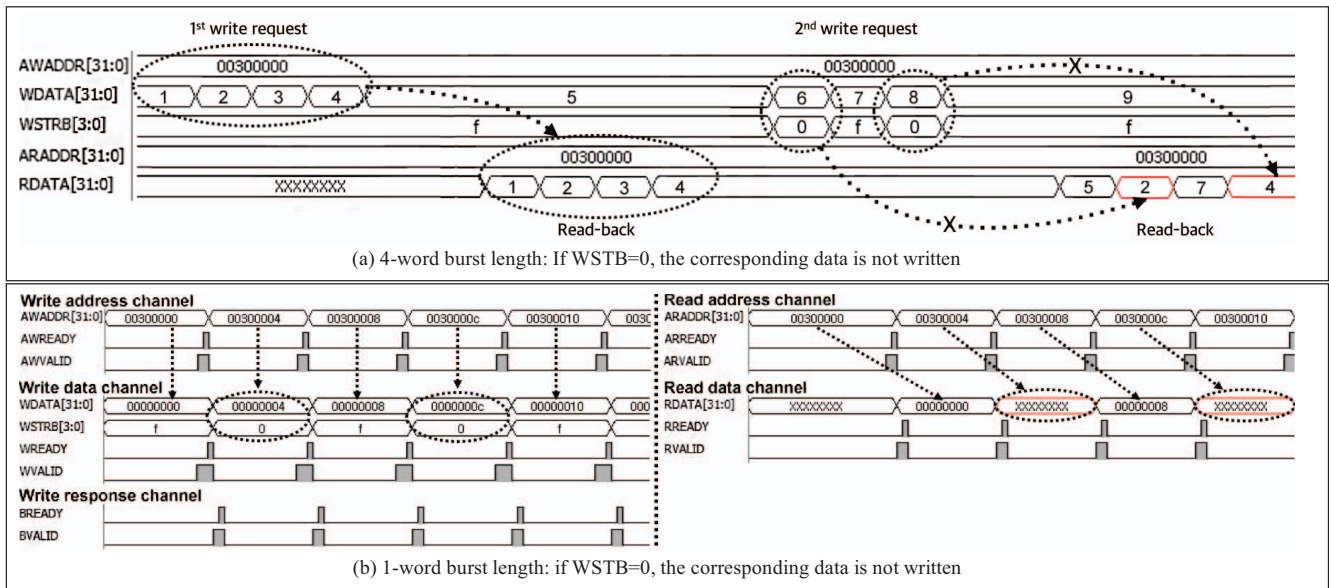 1st write request 2nd write request
AWADDR[31:0] 00300000 00300000 X
WDATA[31:0] 1 2 3 4 5 6 7 8 9
WSTRB[3:0] f 0 f 0 f
ARADDR[31:0] 00300000 00300000
RDATA[31:0] XXXXXXXX 1 2 3 4 5 2 7 4
Read-back X Read-back
(a) 4-word burst length: If WSTB=0, the corresponding data is not written
Write address channel
AWADDR[31:0] 00300000 00300004 00300008 0030000c 00300010 0030
AWREADY
AWVALID
Write data channel
WDATA[31:0] 00000000 00000004 00000008 0000000c 00000010 000
WSTRB[3:0] f 0 f 0 f
WREADY
WVALID
Write response channel
BREADY
BVALID
Read address channel
ARADDR[31:0] 00300000 00300004 00300008 0030000c 00300010
ARREADY
ARVALID
Read data channel
RDATA[31:0] XXXXXXXX 00000000 XXXXXXXX 00000008 XXXXXXXX
RREADY
RVALID
(b) 1-word burst length: if WSTB=0, the corresponding data is not written